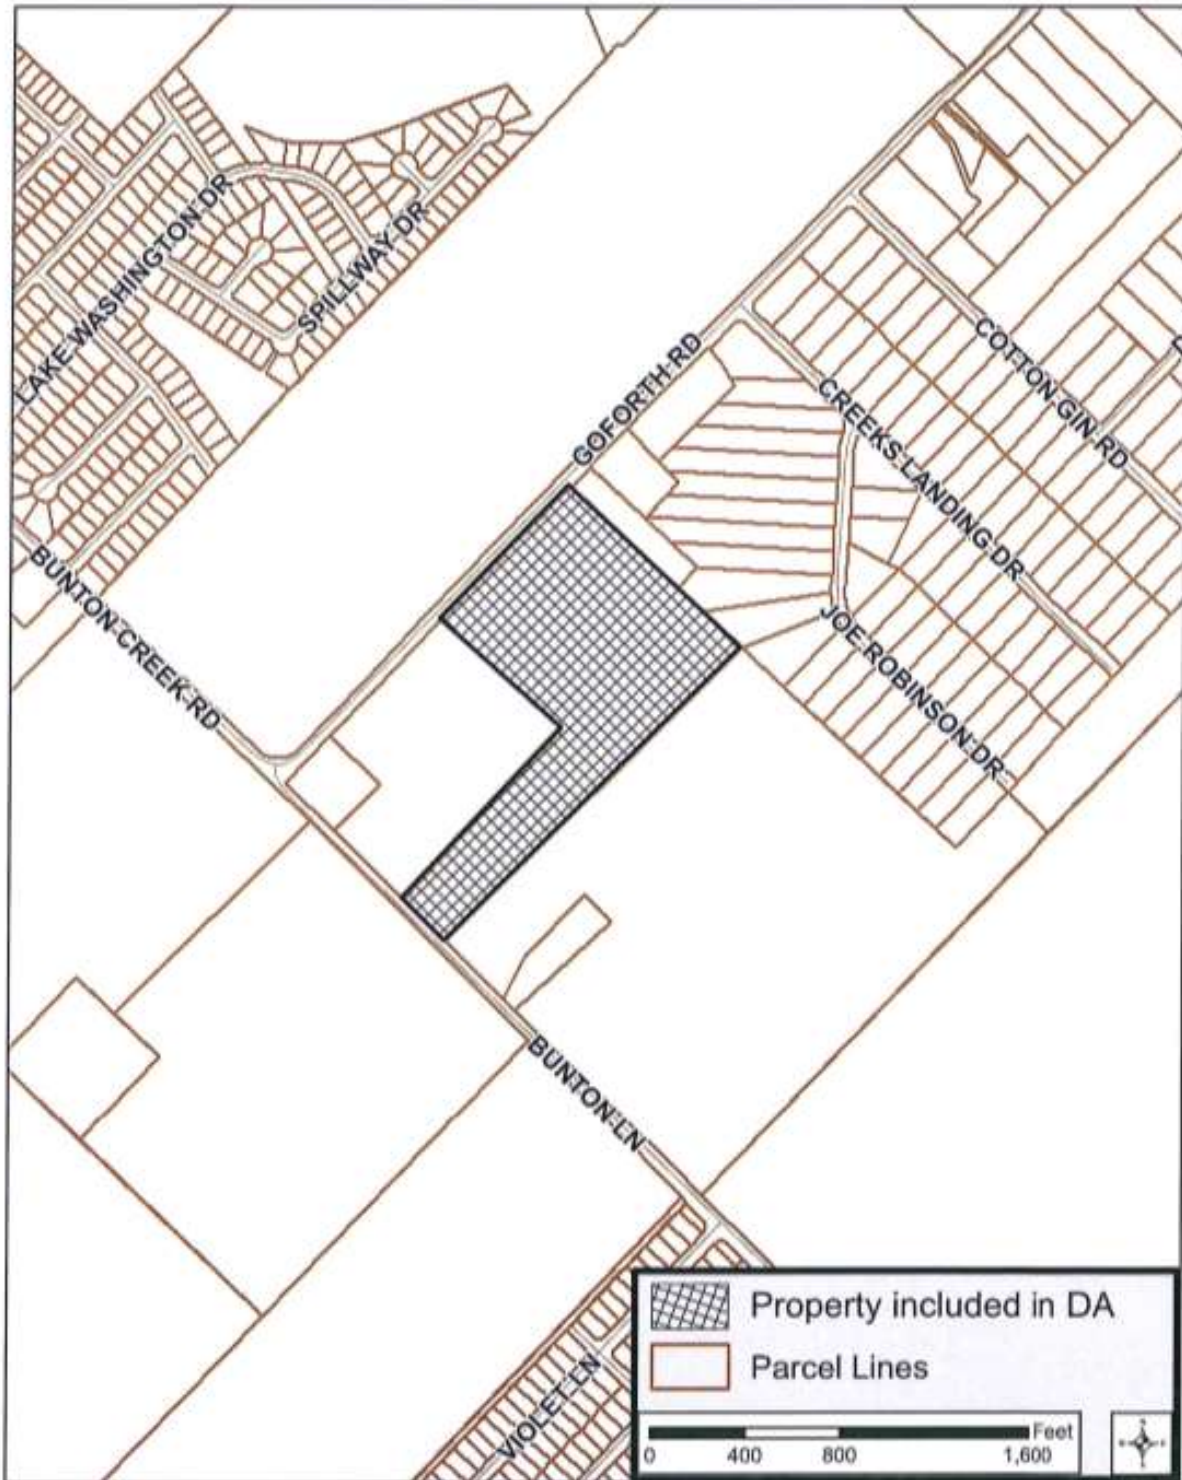 LAKE WASHINGTON DR
SPILLWAY DR
GOFORTH RD
COTTON GIN RD
CREEKS LANDING DR
JOE ROBINSON DR
BUNTON CREEK RD
BUNTON LN
VIOLET LN
Property included in DA
Parcel Lines
Feet
0 400 800 1,600